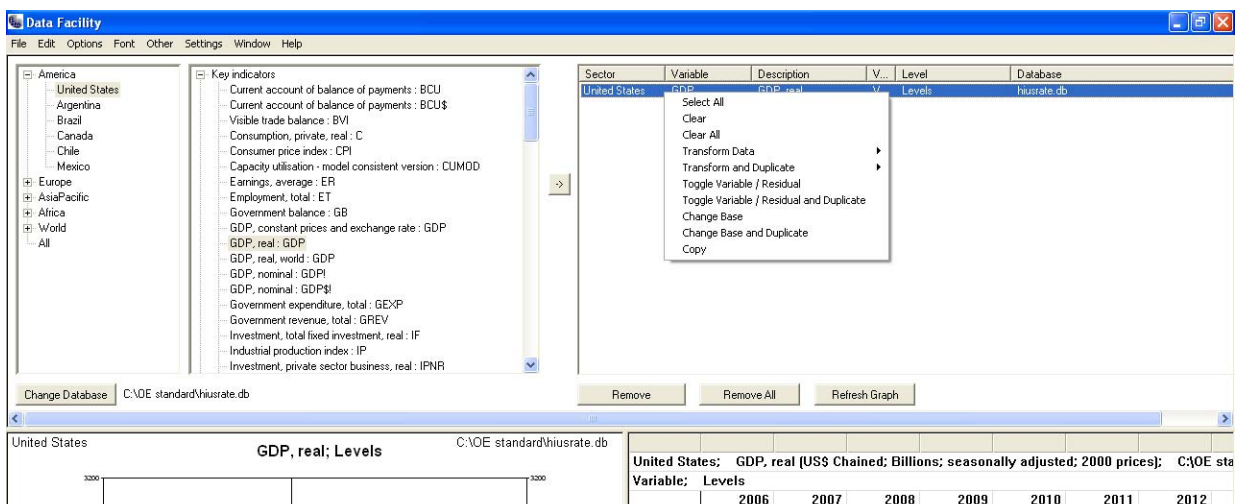 Data Facility
File Edit Options Font Other Settings Window Help
America
United States
Argentina
Brazil
Canada
Chile
Mexico
Europe
AsiaPacific
Africa
World
All
Key indicators
Current account of balance of payments : BCU
Current account of balance of payments : BCU$
Visible trade balance : BVI
Consumption, private, real : C
Consumer price index : CPI
Capacity utilisation - model consistent version : CUMOD
Earnings, average : ER
Employment, total : ET
Government balance : GB
GDP, constant prices and exchange rate : GDP
GDP, real : GDP
GDP, real, world : GDP
GDP, nominal : GDP!
GDP, nominal : GDP$!
Government expenditure, total : GEXP
Government revenue, total : GREV
Investment, total fixed investment, real : IF
Industrial production index : IP
Investment, private sector business, real : IPNR
->
Sector Variable Description V... Level Database
United States GDP GDP, real V... Levels hiusrate.db
Select All
Clear
Clear All
Transform Data
Transform and Duplicate
Toggle Variable / Residual
Toggle Variable / Residual and Duplicate
Change Base
Change Base and Duplicate
Copy
Change Database C:\OE standard\hiusrate.db
Remove Remove All Refresh Graph
United States GDP, real; Levels C:\OE standard\hiusrate.db
3200 3200
United States; GDP, real (US$ Chained; Billions; seasonally adjusted; 2000 prices); C:\OE sta
Variable; Levels
2006 2007 2008 2009 2010 2011 2012